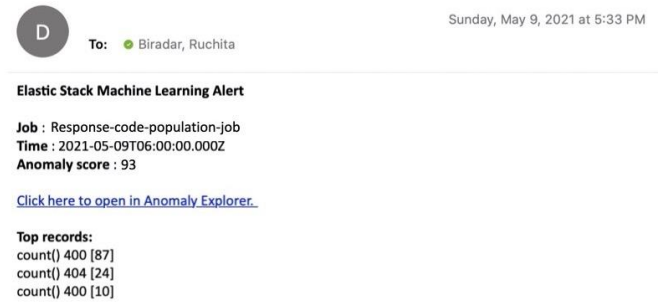 D
Sunday, May 9, 2021 at 5:33 PM
To: Biradar, Ruchita
Elastic Stack Machine Learning Alert
Job : Response-code-population-job
Time : 2021-05-09T06:00:00.000Z
Anomaly score : 93
Click here to open in Anomaly Explorer.
Top records:
count() 400 [87]
count() 404 [24]
count() 400 [10]